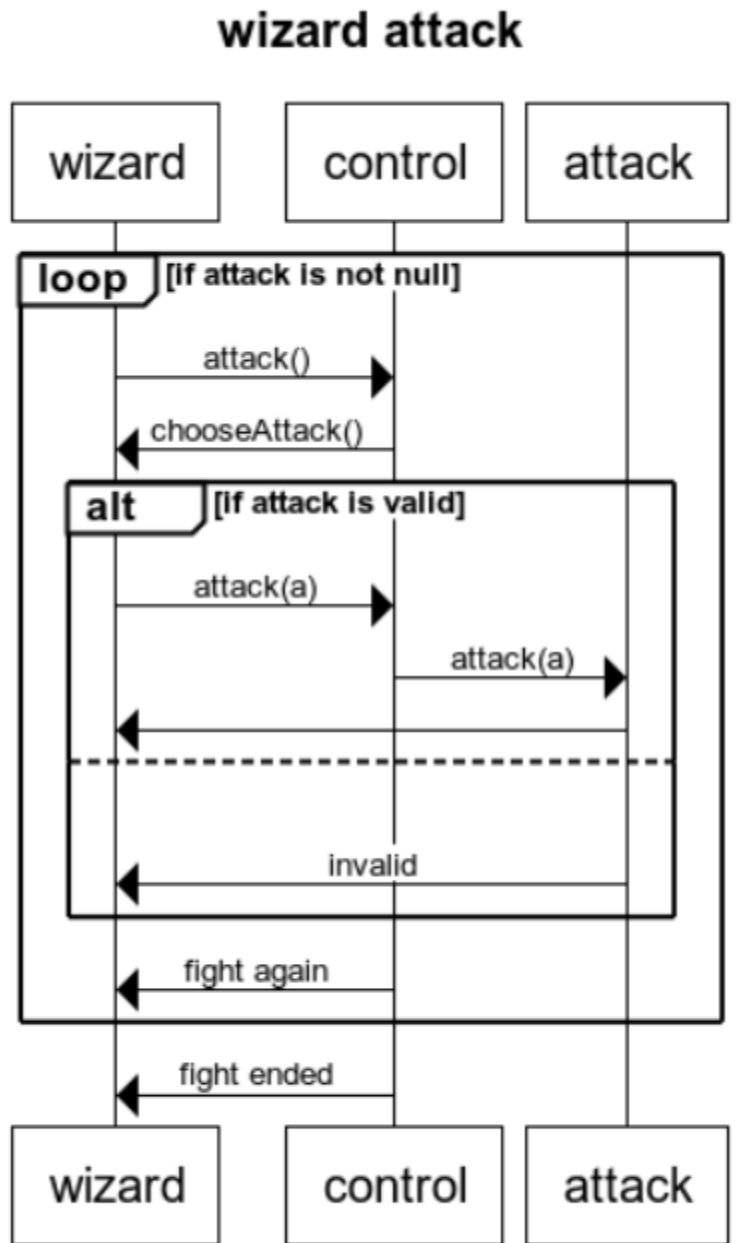 wizard attack
wizard control attack
loop [if attack is not null]
attack()
chooseAttack()
alt [if attack is valid]
attack(a)
attack(a)
invalid
fight again
fight ended
wizard control attack